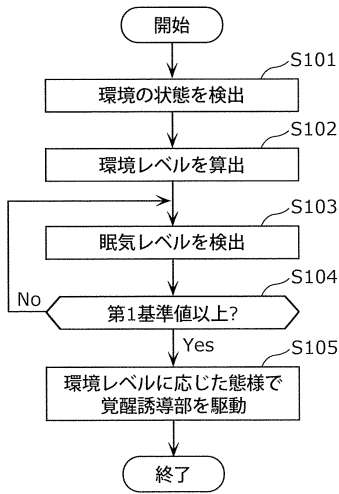 開始
S101
環境の状態を検出
S102
環境レベルを算出
S103
眠気レベルを検出
S104
第1基準値以上?
No
Yes
S105
環境レベルに応じた態様で
覚醒誘導部を駆動
終了